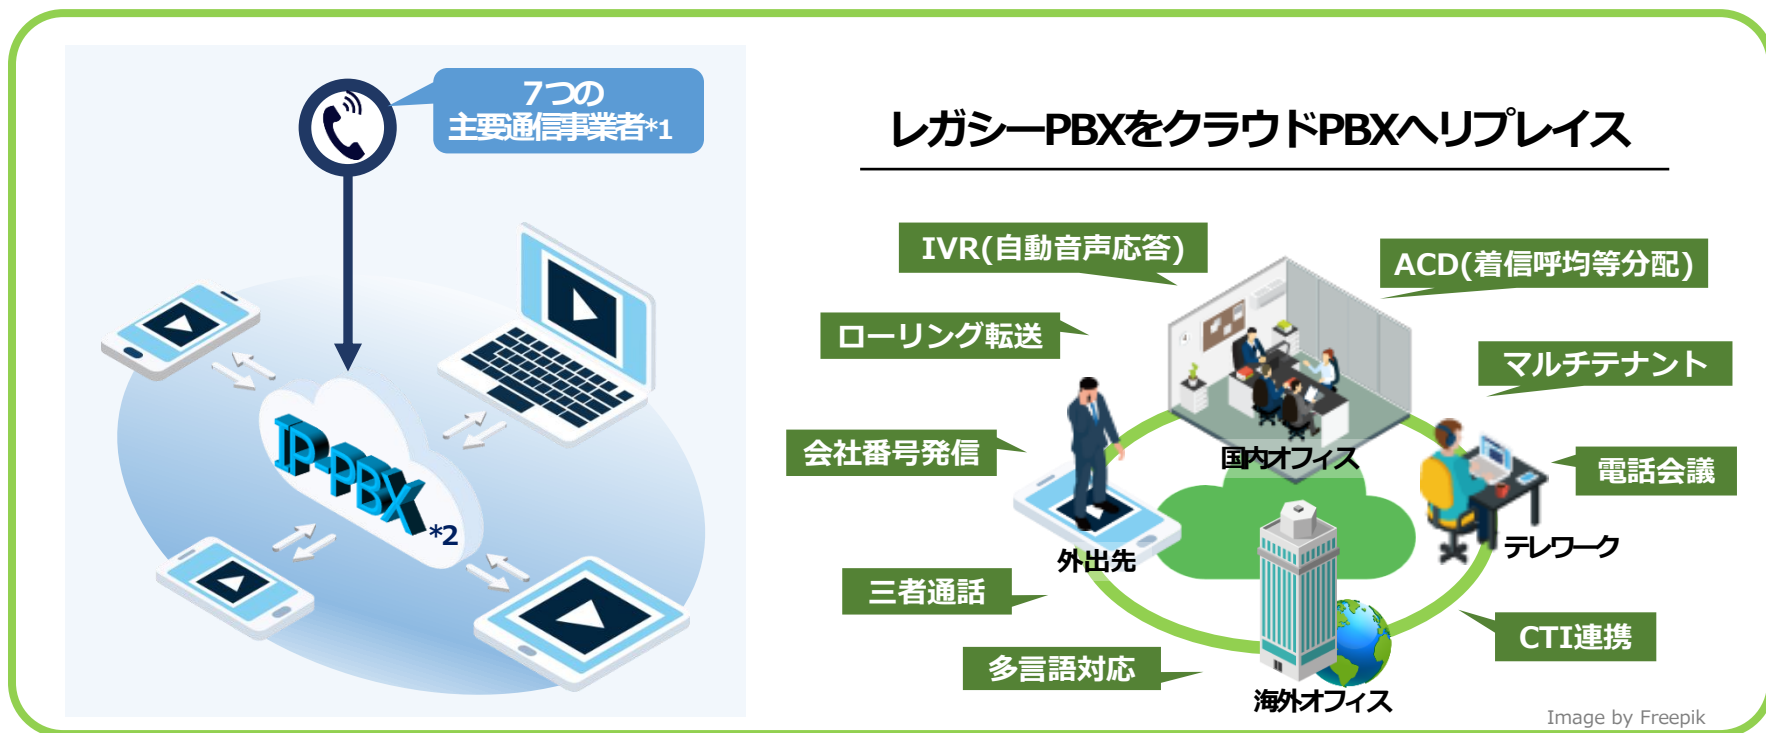 7つの
主要通信事業者*1
IP-PBX
*2
レガシーPBXをクラウドPBXへリプレイス
IVR(自動音声応答)
ACD(着信呼均等分配)
ローリング転送
マルチテナント
会社番号発信
国内オフィス
電話会議
外出先
テレワーク
三者通話
CTI連携
多言語対応
海外オフィス
Image by Freepik